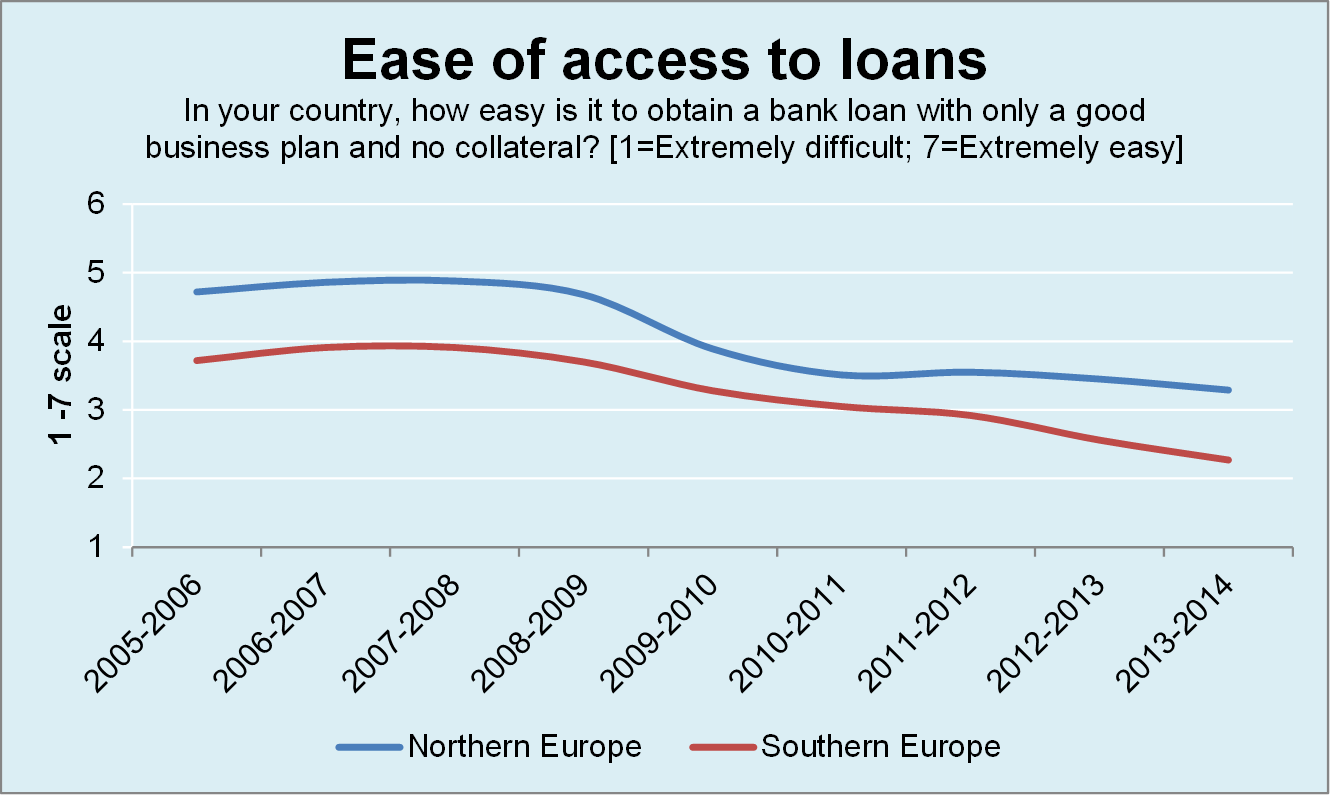 Ease of access to loans
In your country, how easy is it to obtain a bank loan with only a good
business plan and no collateral? [1=Extremely difficult; 7=Extremely easy]
6
5
4
3
2
1
1 -7 scale
2005-2006
2006-2007
2007-2008
2008-2009
2009-2010
2010-2011
2011-2012
2012-2013
2013-2014
Northern Europe
Southern Europe